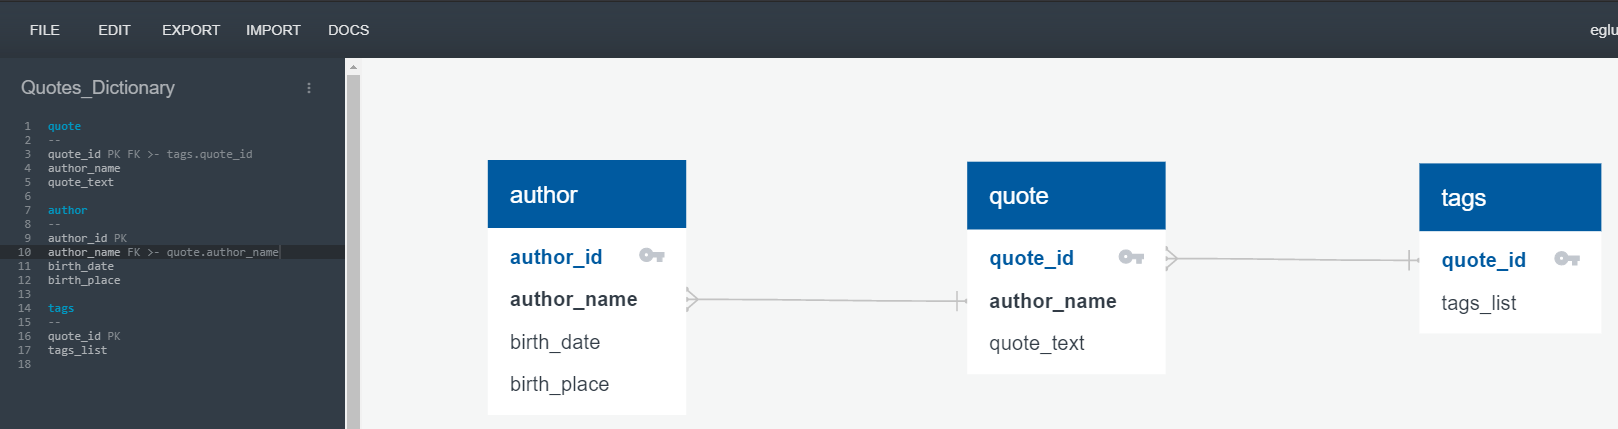 FILE EDIT EXPORT IMPORT DOCS eglu
Quotes_Dictionary
1 quote
2 --
3 quote_id PK FK >- tags.quote_id
4 author_name
5 quote_text
6
7 author
8 --
9 author_id PK
10 author_name FK >- quote.author_name
11 birth_date
12 birth_place
13
14 tags
15 --
16 quote_id PK
17 tags_list
18
author
author_id
author_name
birth_date
birth_place
quote
quote_id
author_name
quote_text
tags
quote_id
tags_list